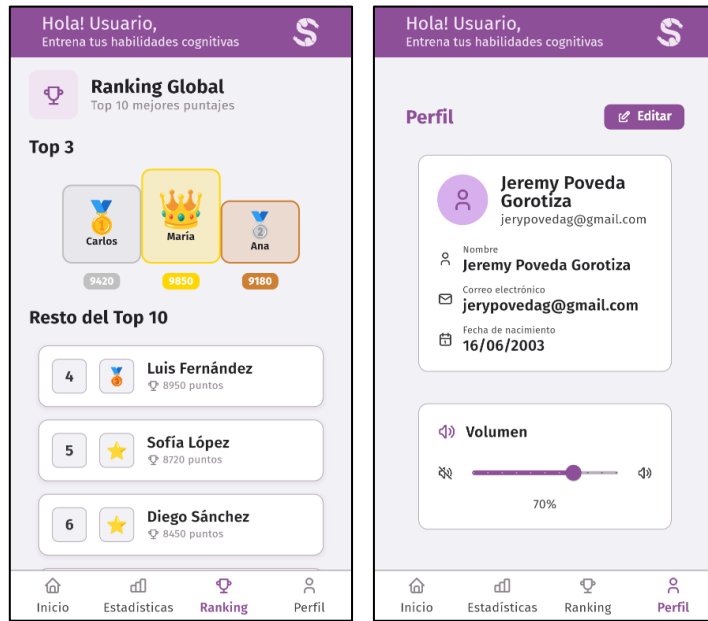 Hola! Usuario,
Entrena tus habilidades cognitivas
Ranking Global
Top 10 mejores puntajes
Top 3
Carlos
María
Ana
9420
9850
9180
Resto del Top 10
4
Luis Fernández
8950 puntos
5
Sofía López
8720 puntos
6
Diego Sánchez
8450 puntos
Inicio
Estadísticas
Ranking
Perfil
Hola! Usuario,
Entrena tus habilidades cognitivas
Perfil
Editar
Jeremy Poveda
Gorotiza
jerypovedag@gmail.com
Nombre
Jeremy Poveda Gorotiza
Correo electrónico
jerypovedag@gmail.com
Fecha de nacimiento
16/06/2003
Volumen
70%
Inicio
Estadísticas
Ranking
Perfil